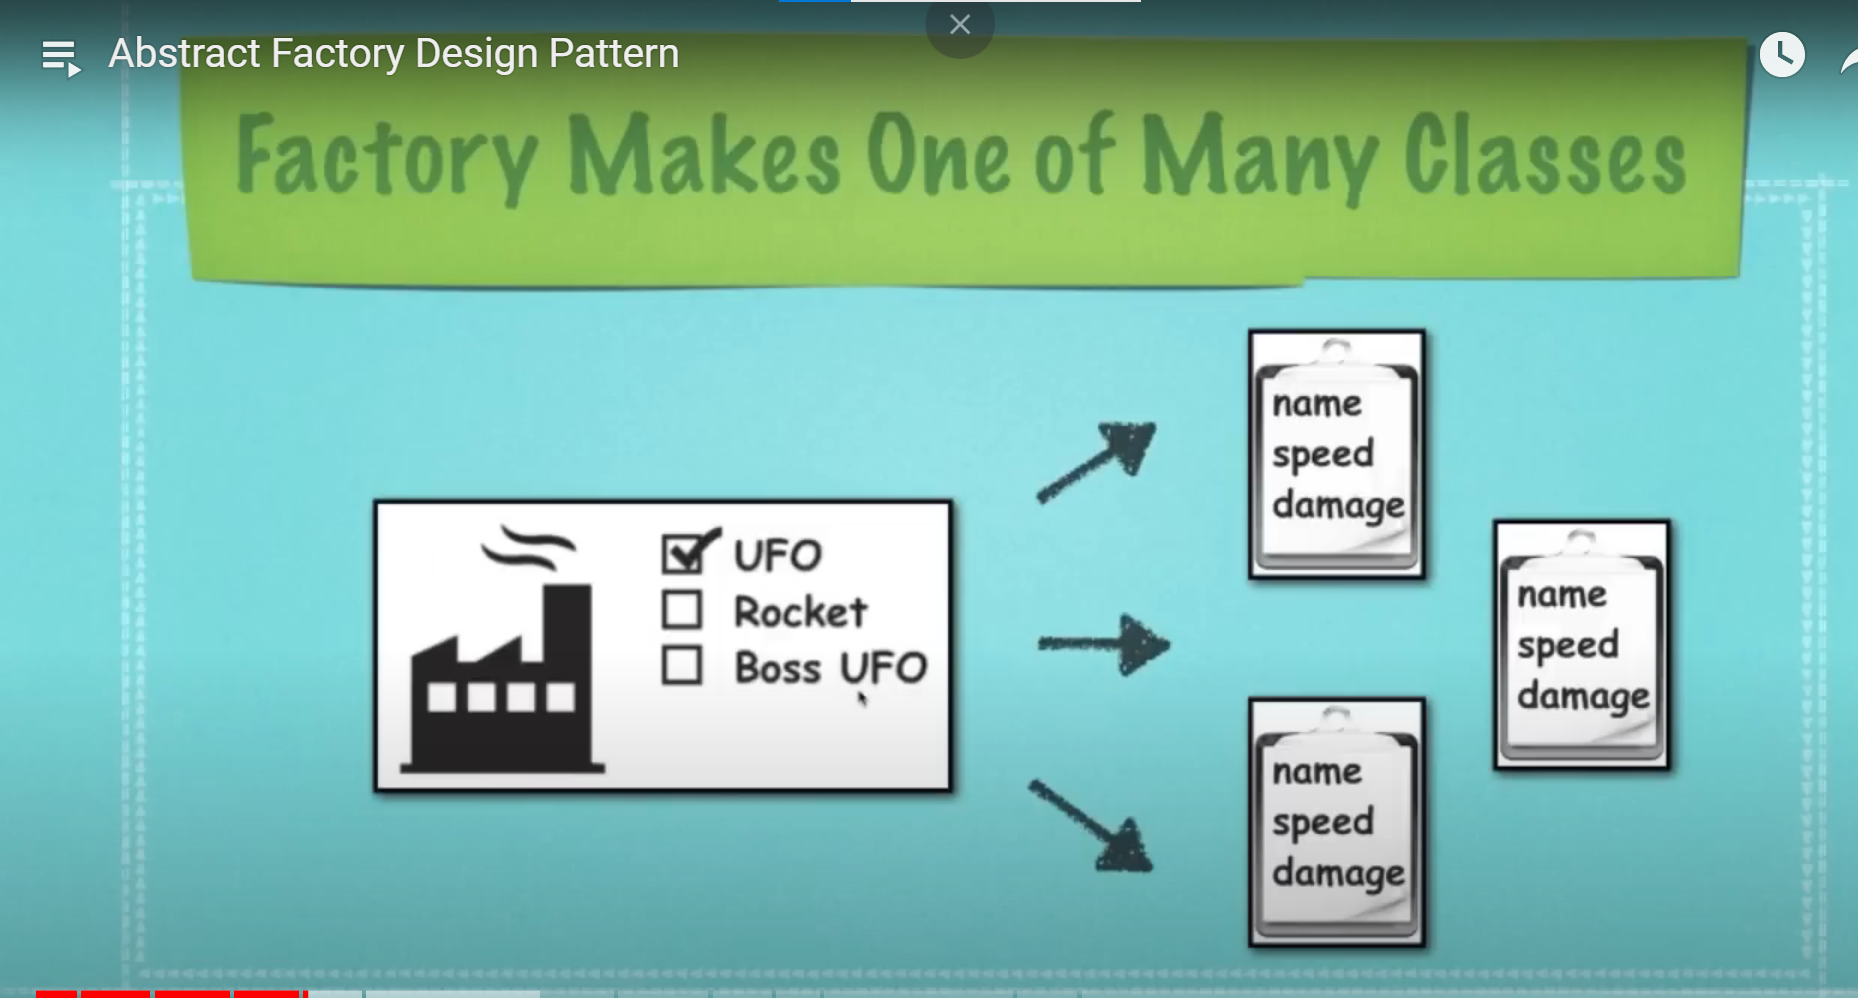 Abstract Factory Design Pattern
Factory Makes One of Many Classes
UFO
Rocket
Boss UFO
name
speed
damage
name
speed
damage
name
speed
damage